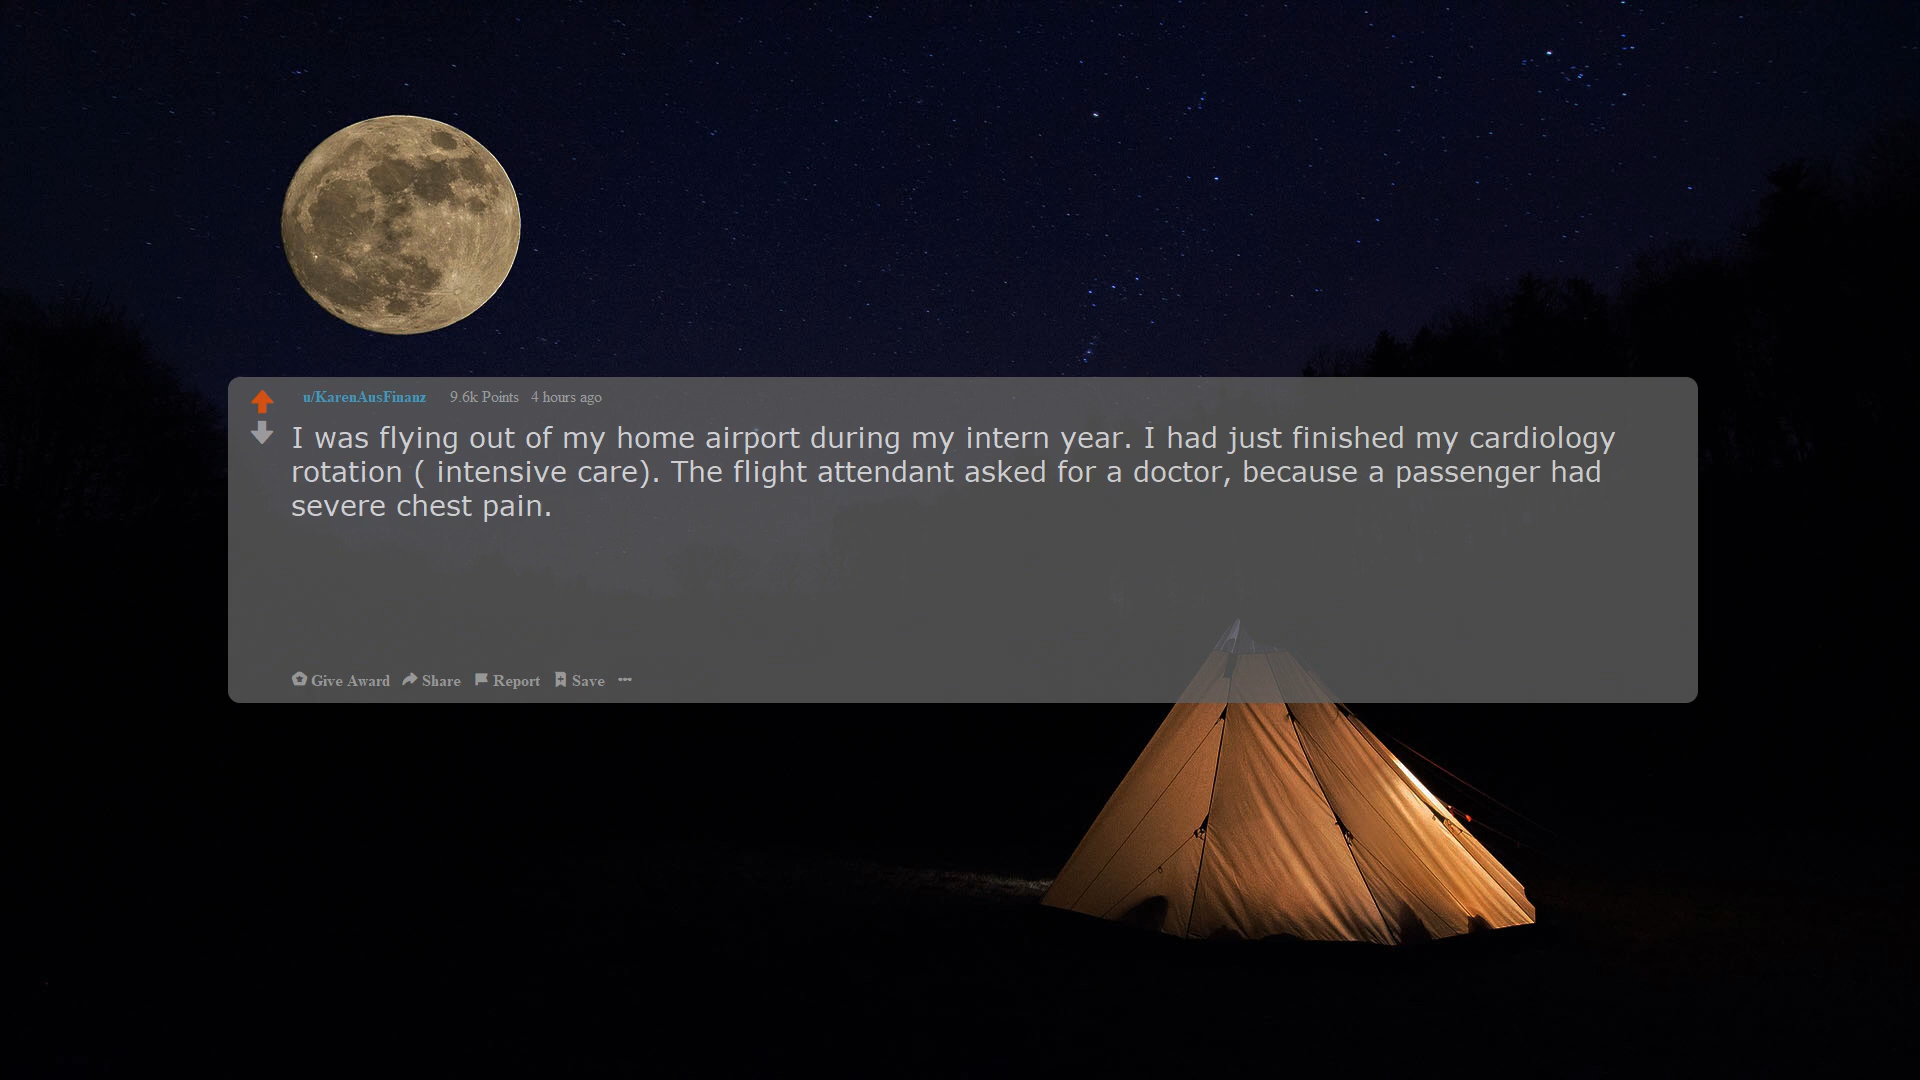 u/KarenAusFinanz 9.6k Points 4 hours ago
I was flying out of my home airport during my intern year. I had just finished my cardiology
rotation ( intensive care). The flight attendant asked for a doctor, because a passenger had
severe chest pain.
Give Award Share Report Save